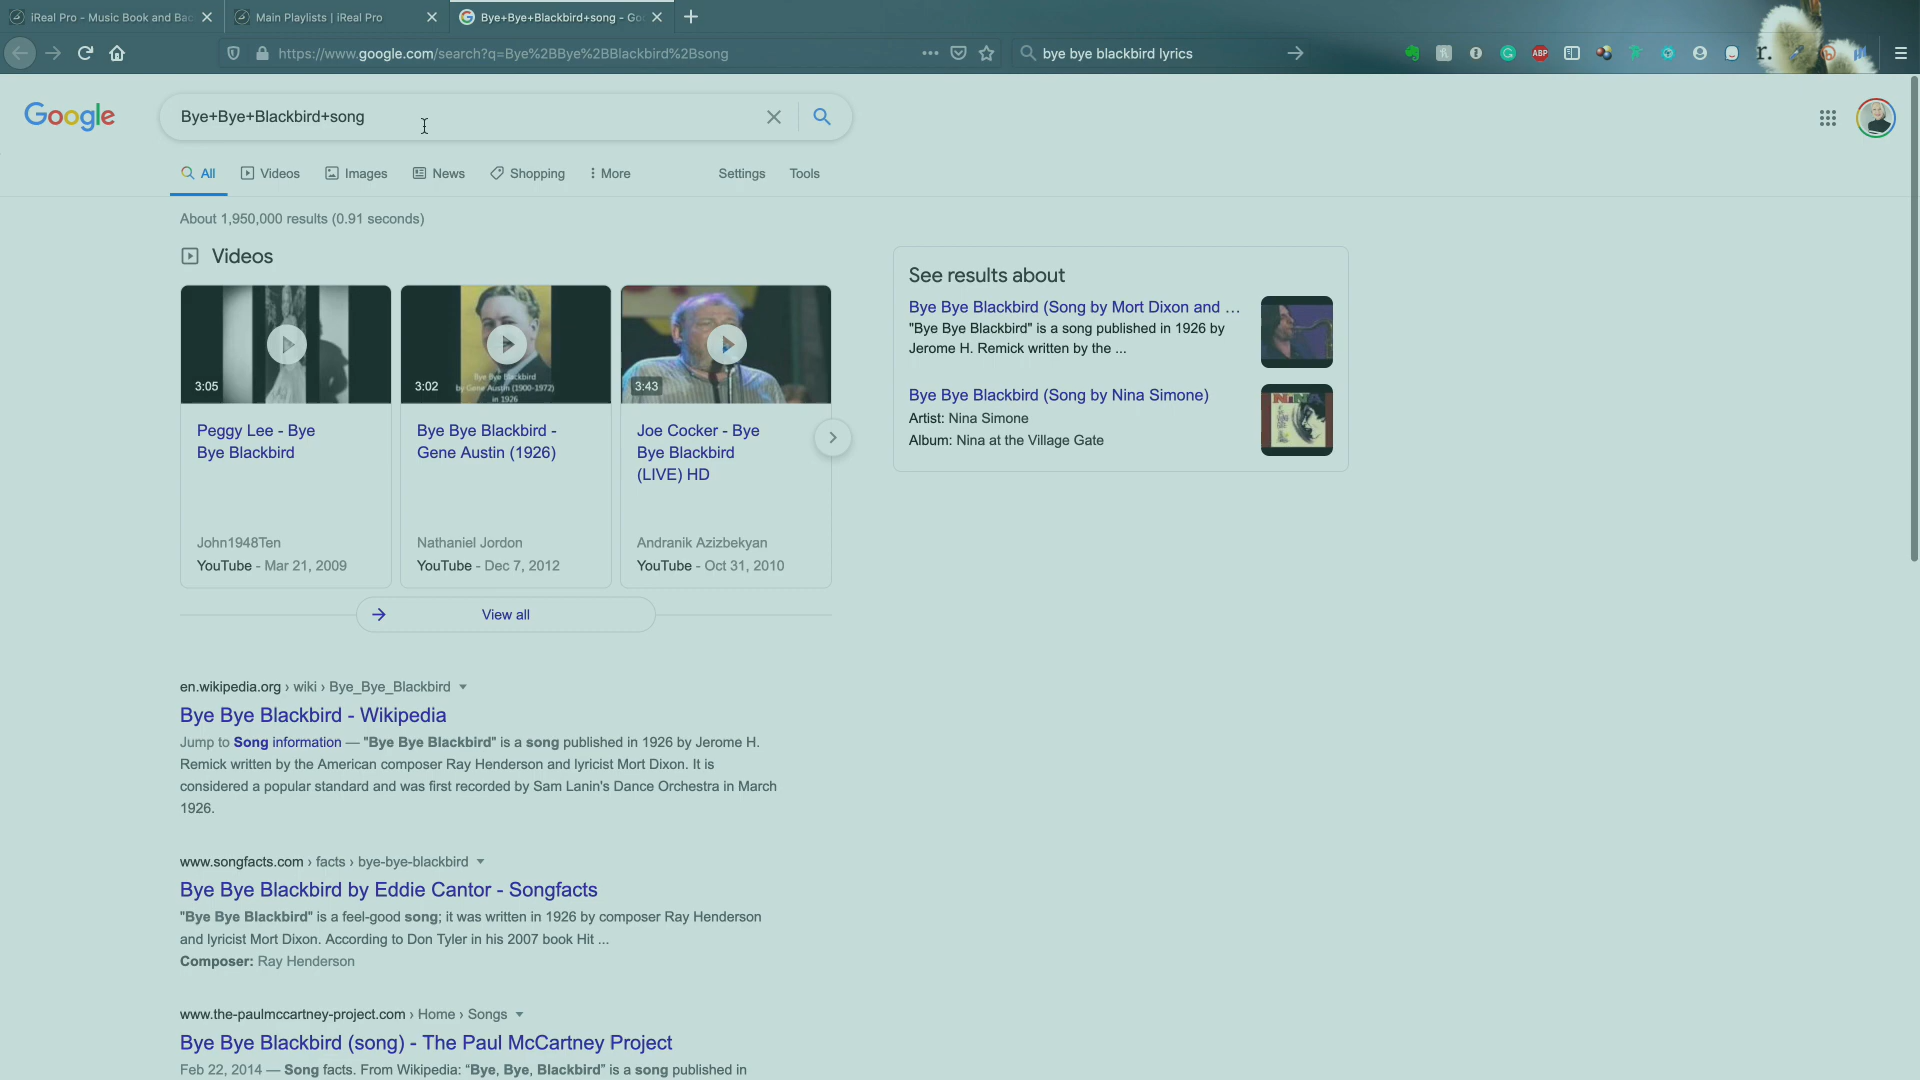 iReal Pro - Music Book and Bac
Main Playlists | iReal Pro
Bye+Bye+Blackbird+song - Go
https://www.google.com/search?q=Bye%2BBye%2BBlackbird%2Bsong
bye bye blackbird lyrics
ABP
r.
Google
Bye+Bye+Blackbird+song
All
Videos
Images
News
Shopping
More
Settings
Tools
About 1,950,000 results (0.91 seconds)
Videos
3:05
Bye Bye Blackbird
by Gene Austin (1900-1972)
in 1926
3:02
3:43
Peggy Lee - Bye
Bye Blackbird
John1948Ten
YouTube - Mar 21, 2009
Bye Bye Blackbird -
Gene Austin (1926)
Nathaniel Jordon
YouTube - Dec 7, 2012
Joe Cocker - Bye
Bye Blackbird
(LIVE) HD
Andranik Azizbekyan
YouTube - Oct 31, 2010
View all
See results about
Bye Bye Blackbird (Song by Mort Dixon and ...
"Bye Bye Blackbird" is a song published in 1926 by
Jerome H. Remick written by the ...
Bye Bye Blackbird (Song by Nina Simone)
Artist: Nina Simone
Album: Nina at the Village Gate
NINA
en.wikipedia.org › wiki › Bye_Bye_Blackbird
Bye Bye Blackbird - Wikipedia
Jump to Song information — "Bye Bye Blackbird" is a song published in 1926 by Jerome H.
Remick written by the American composer Ray Henderson and lyricist Mort Dixon. It is
considered a popular standard and was first recorded by Sam Lanin's Dance Orchestra in March
1926.
www.songfacts.com › facts › bye-bye-blackbird
Bye Bye Blackbird by Eddie Cantor - Songfacts
"Bye Bye Blackbird" is a feel-good song; it was written in 1926 by composer Ray Henderson
and lyricist Mort Dixon. According to Don Tyler in his 2007 book Hit ...
Composer: Ray Henderson
www.the-paulmccartney-project.com › Home › Songs
Bye Bye Blackbird (song) - The Paul McCartney Project
Feb 22, 2014 — Song facts. From Wikipedia: “Bye, Bye, Blackbird” is a song published in